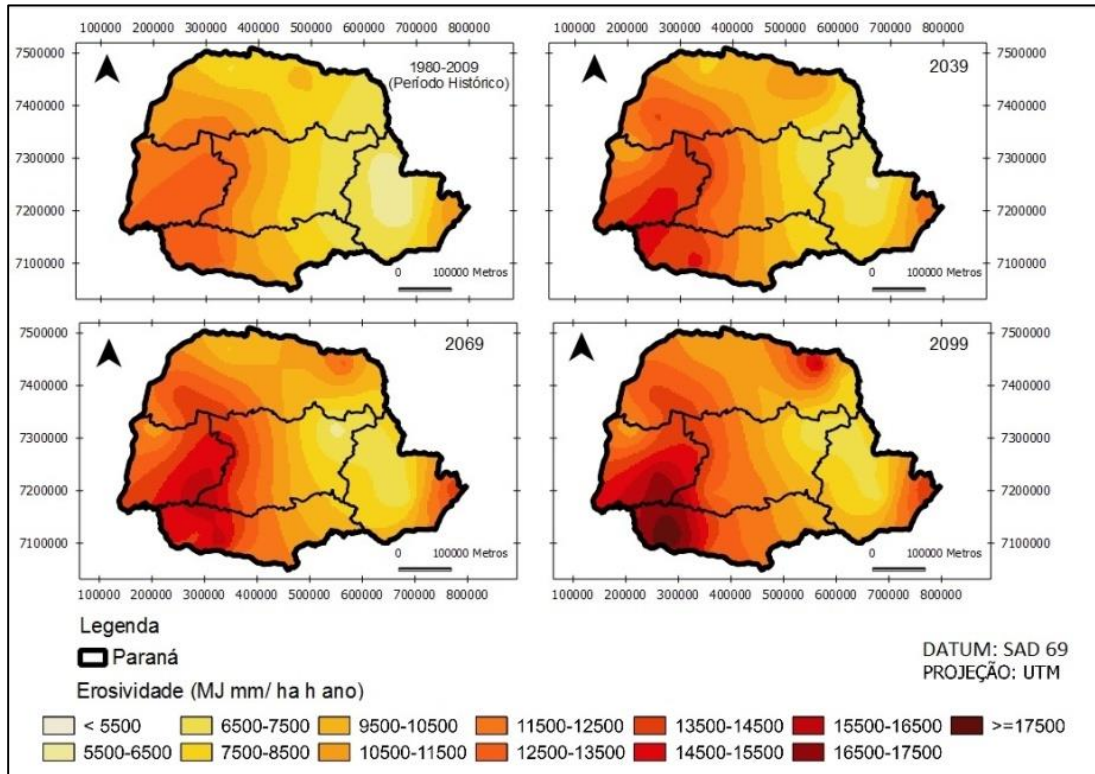 100000 200000 300000 400000 500000 600000 700000 800000
100000 200000 300000 400000 500000 600000 700000 800000
7500000
7400000
7300000
7200000
7100000
1980-2009
(Período Histórico)
0 100000 Metros
2039
7500000
7400000
7300000
7200000
7100000
0 100000 Metros
7500000
7400000
7300000
7200000
7100000
2069
0 100000 Metros
2099
7500000
7400000
7300000
7200000
7100000
0 100000 Metros
100000 200000 300000 400000 500000 600000 700000 800000
100000 200000 300000 400000 500000 600000 700000 800000
Legenda
Paraná
DATUM: SAD 69
PROJEÇÃO: UTM
Erosividade (MJ mm/ ha h ano)
< 5500 6500-7500 9500-10500 11500-12500 13500-14500 15500-16500 >=17500
5500-6500 7500-8500 10500-11500 12500-13500 14500-15500 16500-17500